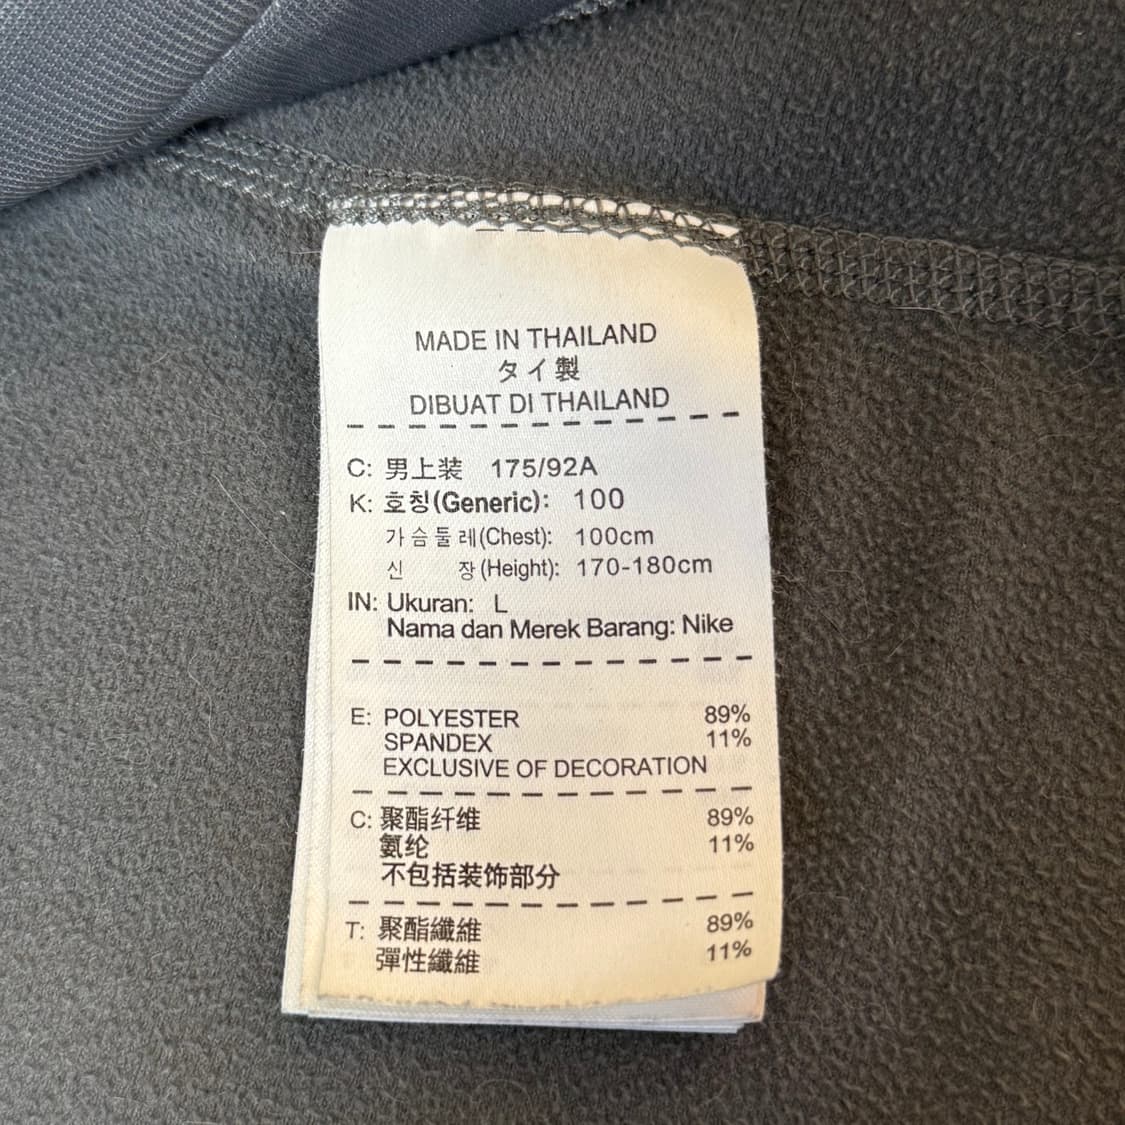 MADE IN THAILAND
タイ製
DIBUAT DI THAILAND
C: 男上装 175/92A
K: 호칭(Generic): 100
가슴둘레(Chest): 100cm
신 장(Height): 170-180cm
IN: Ukuran: L
Nama dan Merek Barang: Nike
E: POLYESTER 89%
SPANDEX 11%
EXCLUSIVE OF DECORATION
C: 聚酯纤维 89%
氨纶 11%
不包括装饰部分
T: 聚酯纖維 89%
彈性纖維 11%